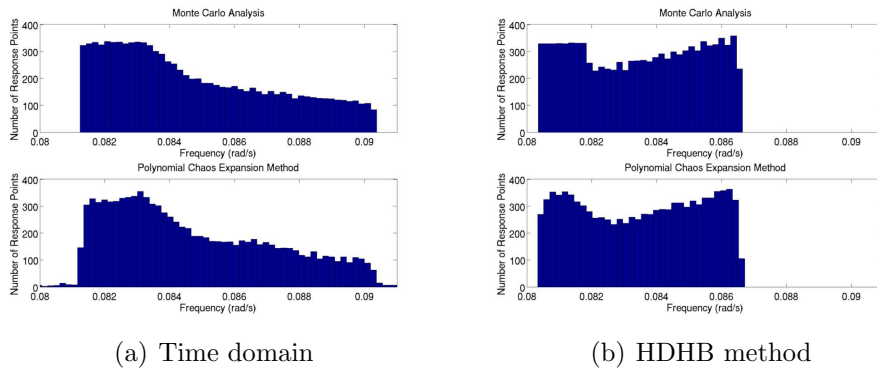 Monte Carlo Analysis
Number of Response Points
400
300
200
100
0
0.08 0.082 0.084 0.086 0.088 0.09
Frequency (rad/s)
Polynomial Chaos Expansion Method
Number of Response Points
400
300
200
100
0
0.08 0.082 0.084 0.086 0.088 0.09
Frequency (rad/s)
(a) Time domain
Monte Carlo Analysis
Number of Response Points
400
300
200
100
0
0.08 0.082 0.084 0.086 0.088 0.09
Frequency (rad/s)
Polynomial Chaos Expansion Method
Number of Response Points
400
300
200
100
0
0.08 0.082 0.084 0.086 0.088 0.09
Frequency (rad/s)
(b) HDHB method